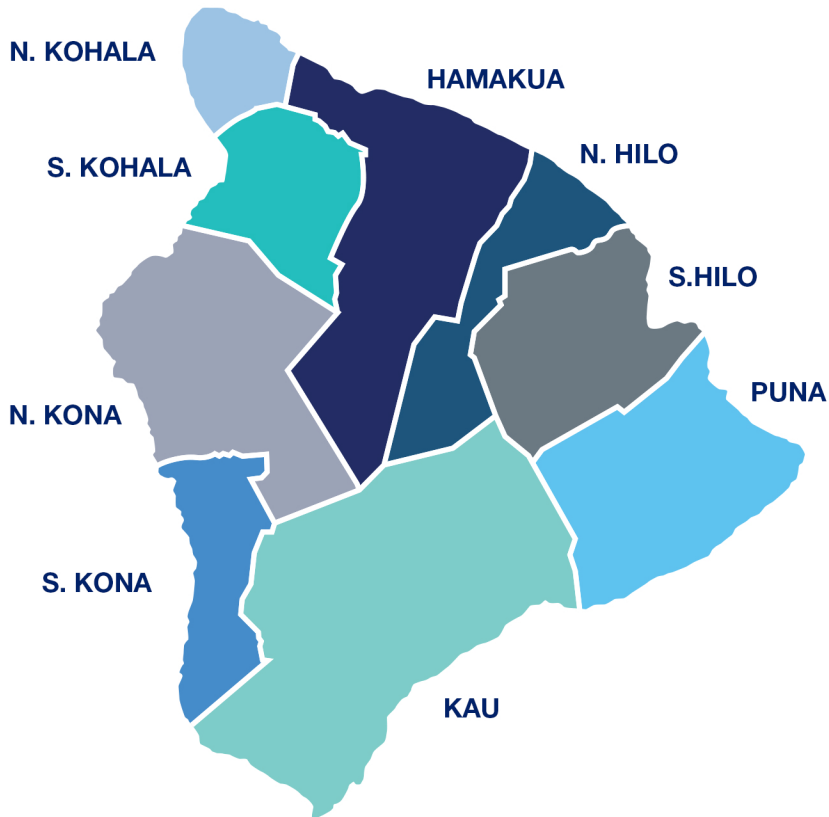 N. KOHALA
HAMAKUA
N. HILO
S. KOHALA
S.HILO
PUNA
N. KONA
S. KONA
KAU